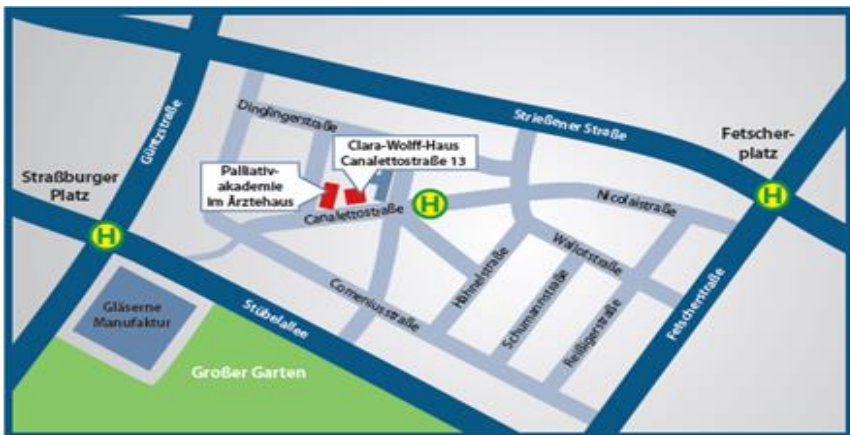 Güntzstraße
Dinglingerstraße
Striesener Straße
Fetscher-
platz
Clara-Wolff-Haus
Canalettostraße 13
Palliativ-
akademie
im Ärztehaus
Straßburger
Platz
H
Canalettostraße
H
Nicolaistraße
H
Wallotstraße
Hähnelstraße
Schumannstraße
Reißigerstraße
Fetscherstraße
Comeniusstraße
Stübelallee
Gläserne
Manufaktur
Großer Garten